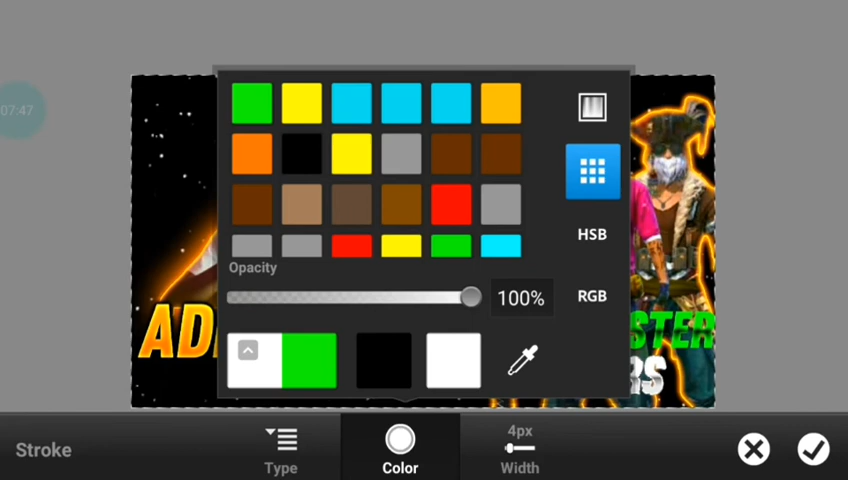 07:47
HSB
Opacity
100%
RGB
AD
STER
RS
Stroke
Type
Color
4px
Width